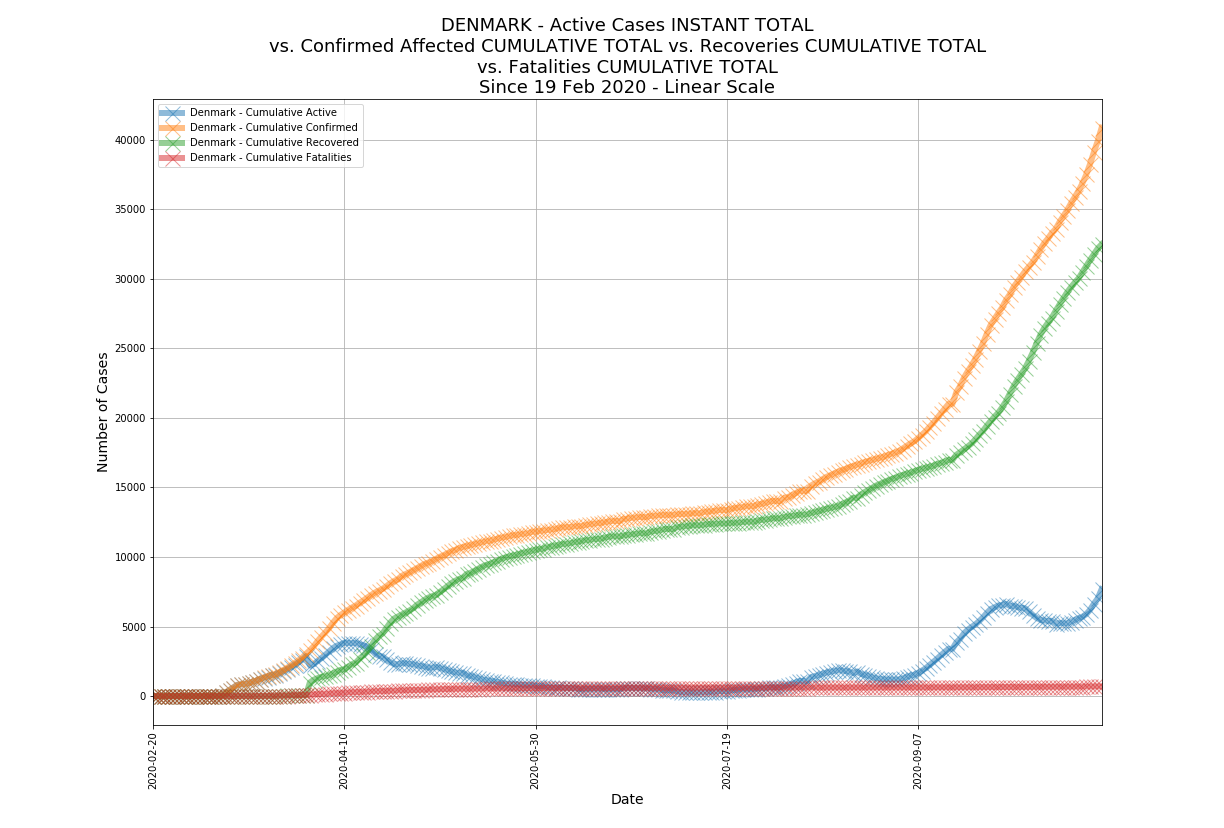 DENMARK - Active Cases INSTANT TOTAL
vs. Confirmed Affected CUMULATIVE TOTAL vs. Recoveries CUMULATIVE TOTAL
vs. Fatalities CUMULATIVE TOTAL
Since 19 Feb 2020 - Linear Scale
Denmark - Cumulative Active
Denmark - Cumulative Confirmed
Denmark - Cumulative Recovered
Denmark - Cumulative Fatalities
Number of Cases
40000
35000
30000
25000
20000
15000
10000
5000
0
2020-02-20
2020-04-10
2020-05-30
2020-07-19
2020-09-07
Date